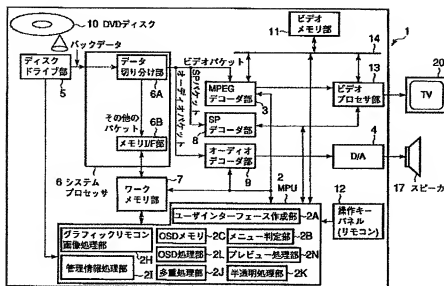 10 DVDディスク
ディスクドライブ部
5
パックデータ
データ切り分け部
6A
その他のパケット
6B
メモリI/F部
6 システムプロセッサ
ビデオパケット
SPパケット
オーディオパケット
ビデオメモリ部
11
14
1
MPEGデコーダ部
3
SPデコーダ部
8
オーディオデコーダ部
9
13
ビデオプロセサ部
20
TV
4
D/A
17 スピーカ
7
ワークメモリ部
2
MPU
12
操作キーパネル(リモコン)
ユーザインターフェース作成部 2A
グラフィックリモコン画像処理部
2H
OSDメモリ 2C
メニュー判定部 2B
管理情報処理部
2I
OSD処理部 2L
プレビュー処理部 2N
多重処理部 2J
半透明処理部 2K